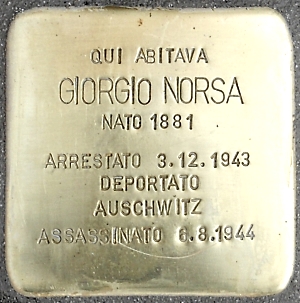 QUI ABITAVA
GIORGIO NORSA
NATO 1881
ARRESTATO 3.12.1943
DEPORTATO
AUSCHWITZ
ASSASSINATO 6.8.1944